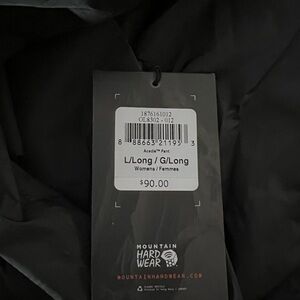 1876161012
OL8302 - 012
8 88663 21195 3
Acadia™ Pant
L/Long / G/Long
Womens / Femmes
$90.00
MOUNTAIN
HARD
WEAR
MOUNTAINHARDWEAR.COM